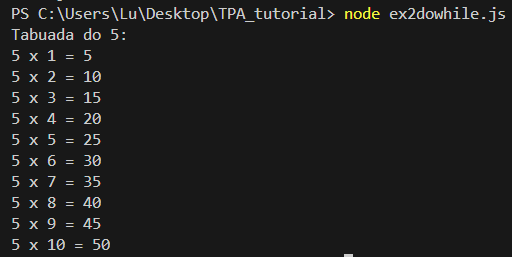 PS C:\Users\Lu\Desktop\TPA_tutorial> node ex2dowhile.js
Tabuada do 5:
5 x 1 = 5
5 x 2 = 10
5 x 3 = 15
5 x 4 = 20
5 x 5 = 25
5 x 6 = 30
5 x 7 = 35
5 x 8 = 40
5 x 9 = 45
5 x 10 = 50